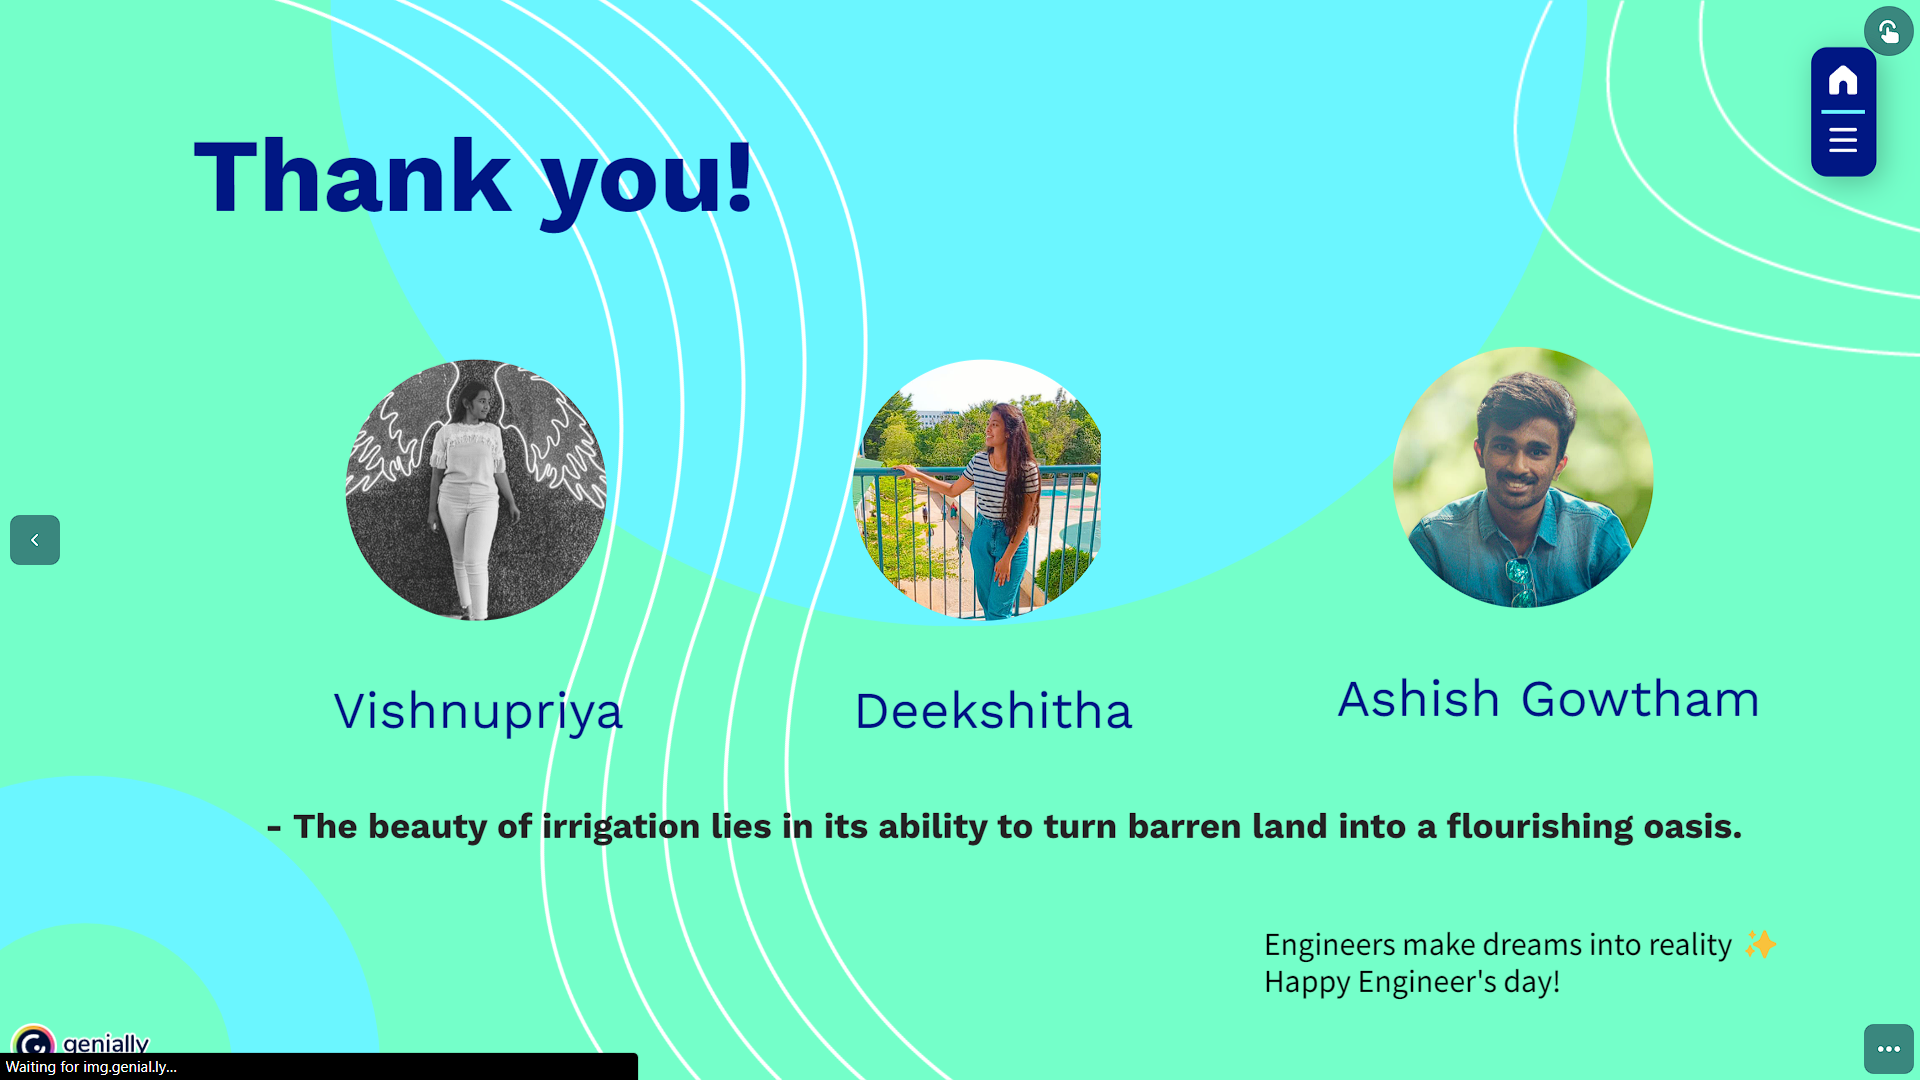 Thank you!
Vishnupriya
Deekshitha
Ashish Gowtham
- The beauty of irrigation lies in its ability to turn barren land into a flourishing oasis.
Engineers make dreams into reality ✨
Happy Engineer's day!
genially
Waiting for img.genial.ly...